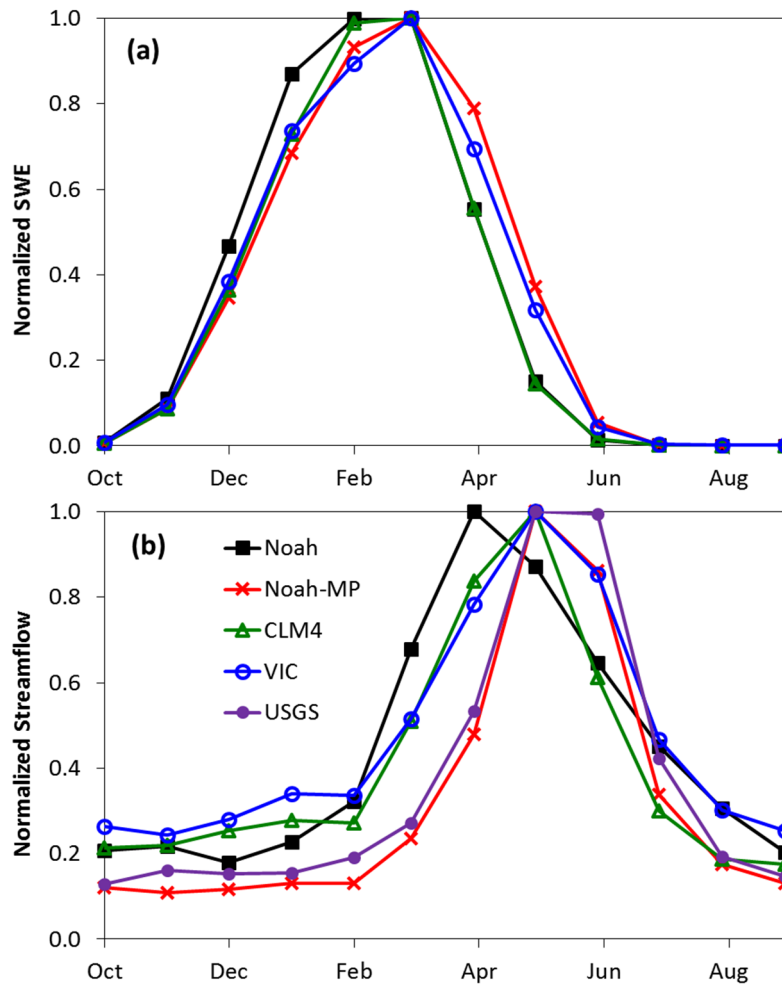 (a)
Normalized SWE
1.0
0.8
0.6
0.4
0.2
0.0
Oct Dec Feb Apr Jun Aug
(b)
Normalized Streamflow
1.0
0.8
0.6
0.4
0.2
0.0
Noah
Noah-MP
CLM4
VIC
USGS
Oct Dec Feb Apr Jun Aug